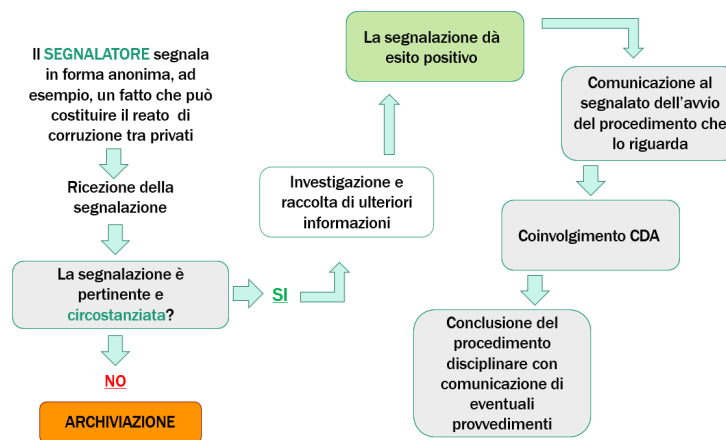 Il SEGNALATORE segnala
in forma anonima, ad
esempio, un fatto che può
costituire il reato di
corruzione tra privati
Ricezione della
segnalazione
La segnalazione è
pertinente e
circostanziata?
NO
ARCHIVIAZIONE
SI
Investigazione e
raccolta di ulteriori
informazioni
La segnalazione dà
esito positivo
Comunicazione al
segnalato dell'avvio
del procedimento che
lo riguarda
Coinvolgimento CDA
Conclusione del
procedimento
disciplinare con
comunicazione di
eventuali
provvedimenti